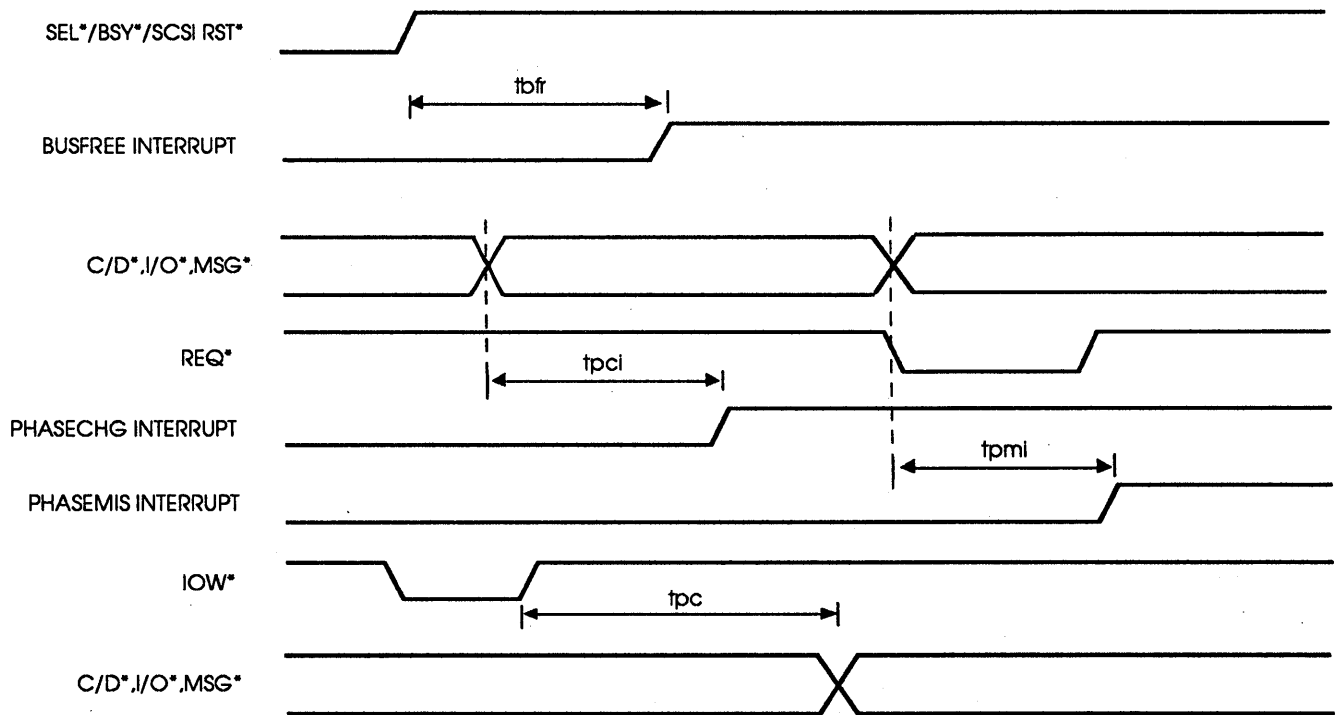 SEL*/BSY*/SCSI RST*
tbfr
BUSFREE INTERRUPT
C/D*,I/O*,MSG*
REQ*
tpci
PHASECHG INTERRUPT
tpmi
PHASEMIS INTERRUPT
IOW*
tpc
C/D*,I/O*,MSG*